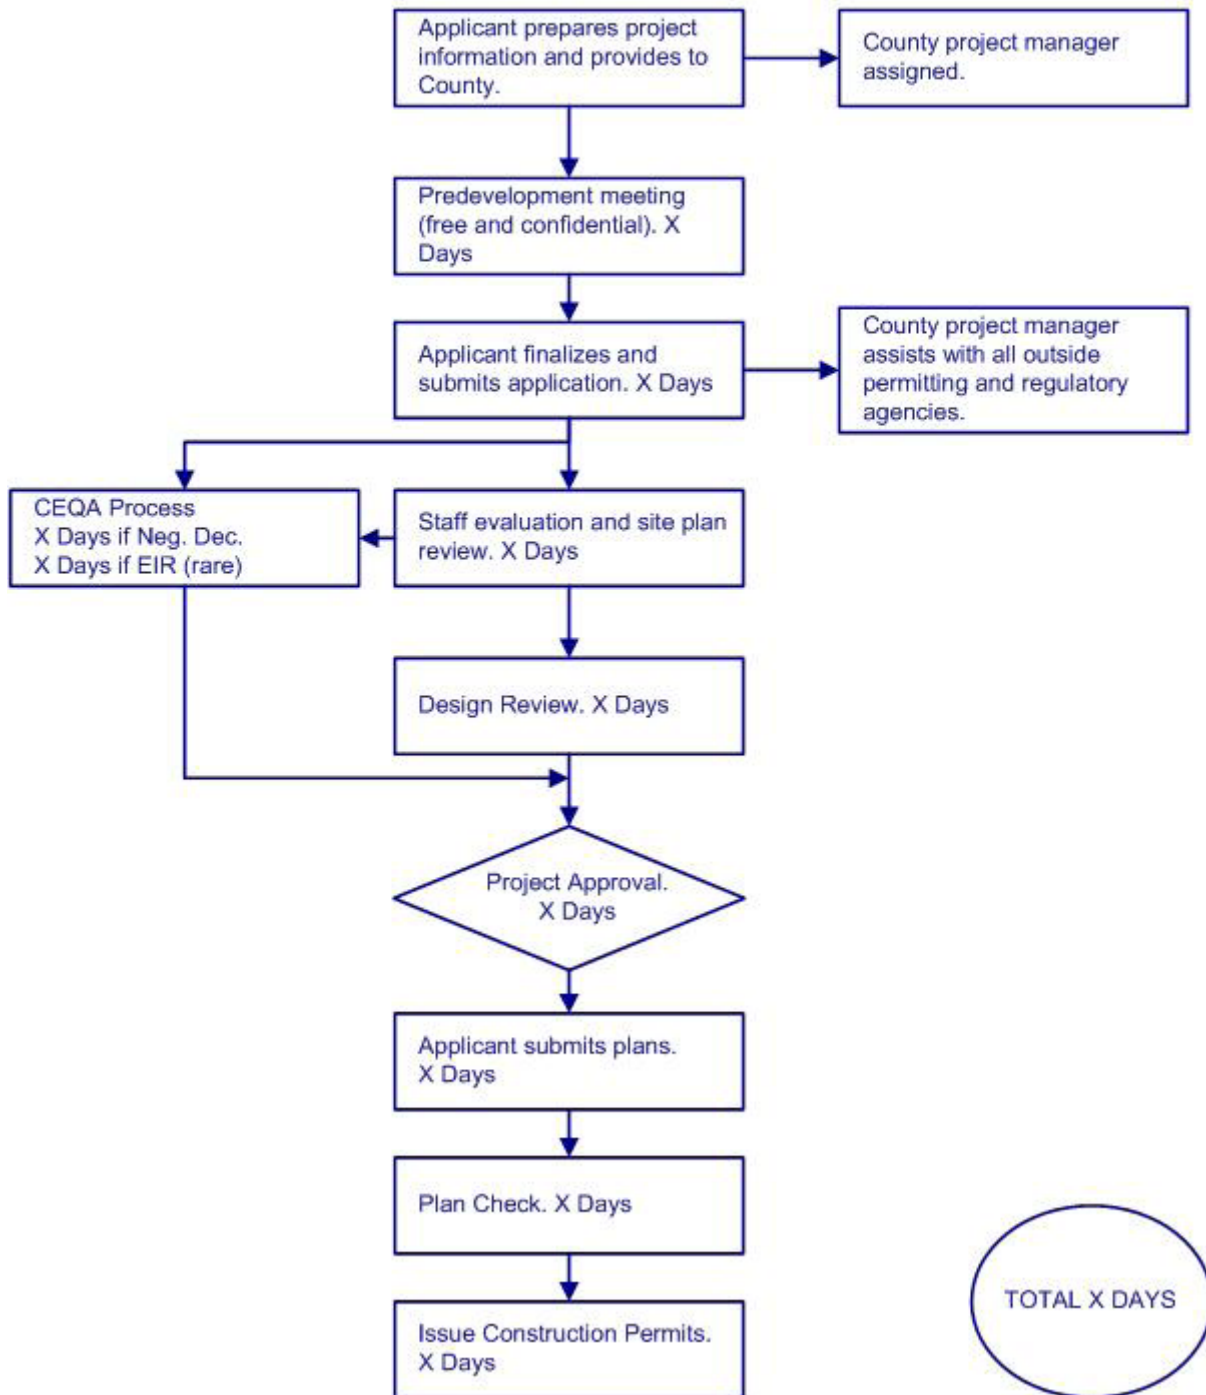 Applicant prepares project
information and provides to
County.
County project manager
assigned.
Predevelopment meeting
(free and confidential). X
Days
Applicant finalizes and
submits application. X Days
County project manager
assists with all outside
permitting and regulatory
agencies.
CEQA Process
X Days if Neg. Dec.
X Days if EIR (rare)
Staff evaluation and site plan
review. X Days
Design Review. X Days
Project Approval.
X Days
Applicant submits plans.
X Days
Plan Check. X Days
TOTAL X DAYS
Issue Construction Permits.
X Days